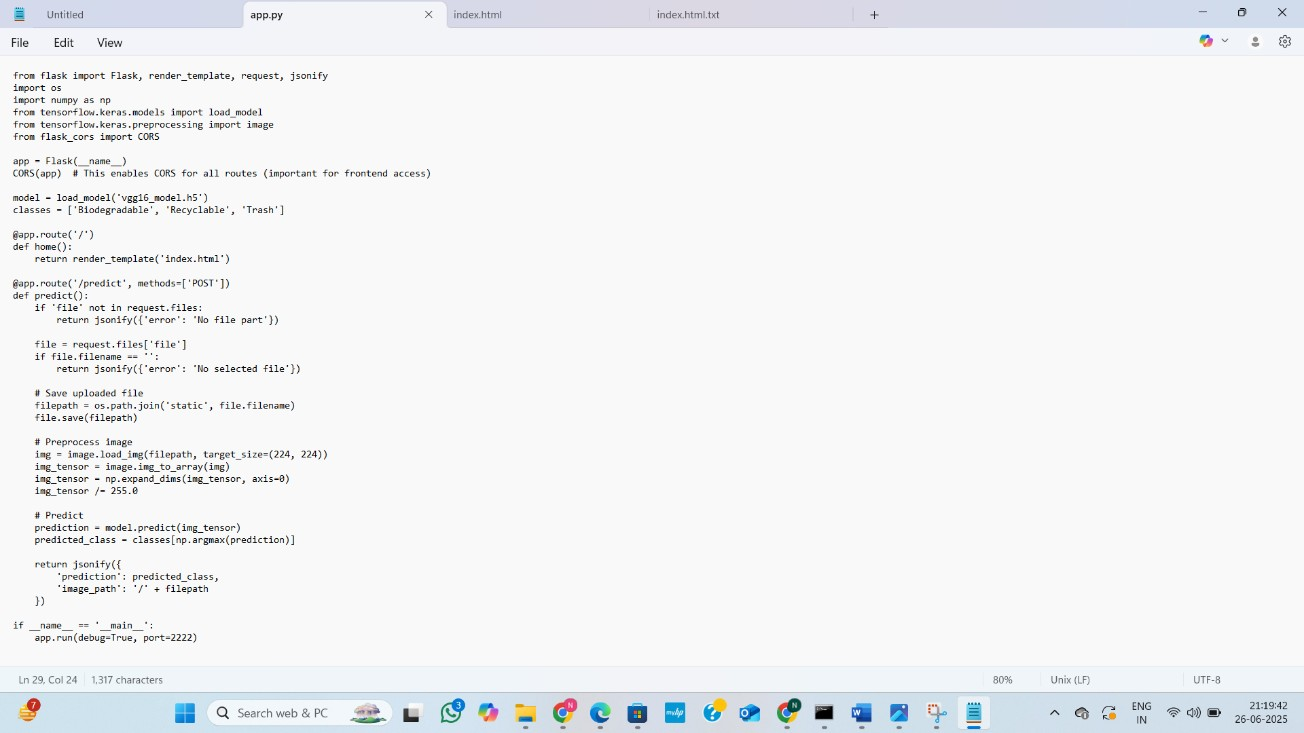 Untitled
app.py
index.html
index.html.txt
File Edit View
from flask import Flask, render_template, request, jsonify
import os
import numpy as np
from tensorflow.keras.models import load_model
from tensorflow.keras.preprocessing import image
from flask_cors import CORS
app = Flask(__name__)
CORS(app)  # This enables CORS for all routes (important for frontend access)
model = load_model('vgg16_model.h5')
classes = ['Biodegradable', 'Recyclable', 'Trash']
@app.route('/')
def home():
    return render_template('index.html')
@app.route('/predict', methods=['POST'])
def predict():
    if 'file' not in request.files:
        return jsonify({'error': 'No file part'})
    file = request.files['file']
    if file.filename == '':
        return jsonify({'error': 'No selected file'})
    # Save uploaded file
    filepath = os.path.join('static', file.filename)
    file.save(filepath)
    # Preprocess image
    img = image.load_img(filepath, target_size=(224, 224))
    img_tensor = image.img_to_array(img)
    img_tensor = np.expand_dims(img_tensor, axis=0)
    img_tensor /= 255.0
    # Predict
    prediction = model.predict(img_tensor)
    predicted_class = classes[np.argmax(prediction)]
    return jsonify({
        'prediction': predicted_class,
        'image_path': '/' + filepath
    })
if __name__ == '__main__':
    app.run(debug=True, port=2222)
Ln 29, Col 24 1,317 characters 80% Unix (LF) UTF-8
7
Search web & PC
3
N
N
ENG
IN
21:19:42
26-06-2025